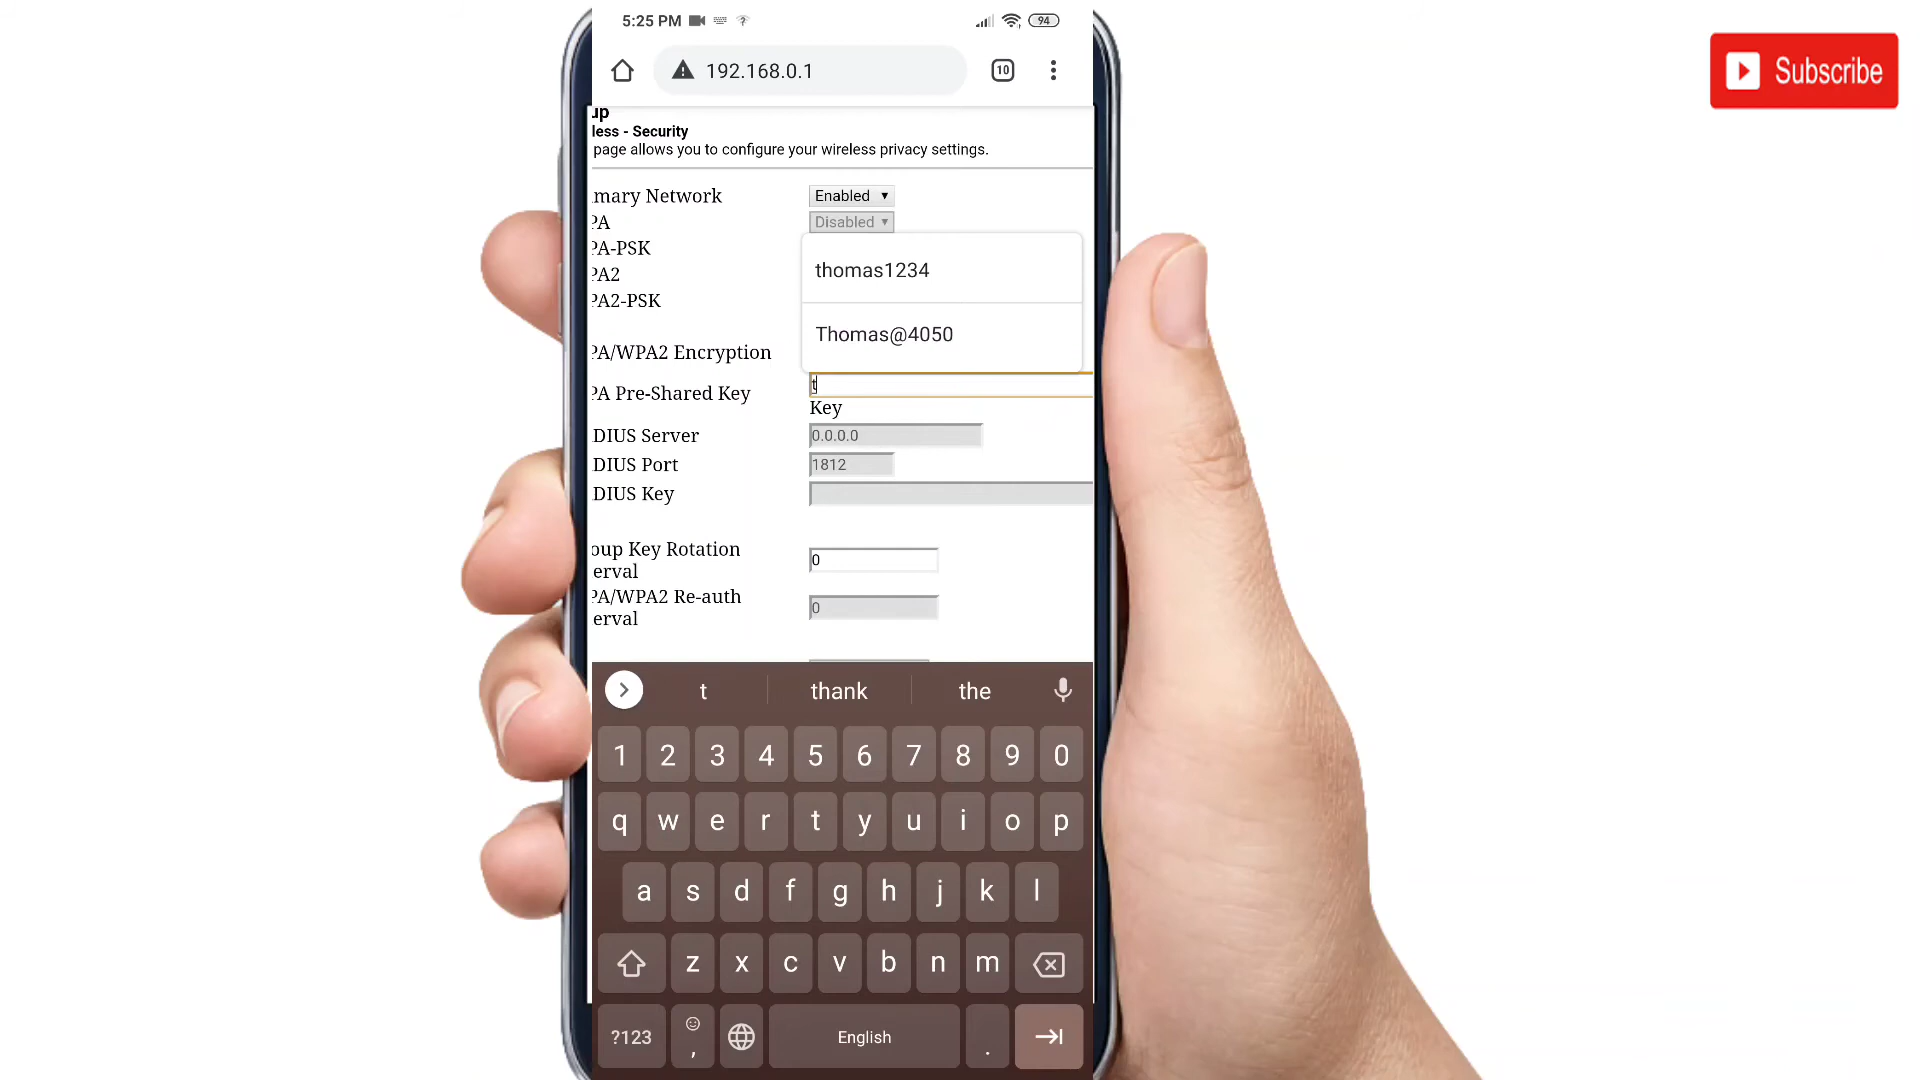 5:25 PM
94
192.168.0.1
10
Subscribe
up
less - Security
page allows you to configure your wireless privacy settings.
mary Network Enabled
PA Disabled
PA-PSK
thomas1234
PA2
PA2-PSK
Thomas@4050
PA/WPA2 Encryption
PA Pre-Shared Key t
Key
DIUS Server 0.0.0.0
DIUS Port 1812
DIUS Key
oup Key Rotation
erval 0
PA/WPA2 Re-auth
erval 0
t thank the
1 2 3 4 5 6 7 8 9 0
q w e r t y u i o p
a s d f g h j k l
z x c v b n m
?123 , English .